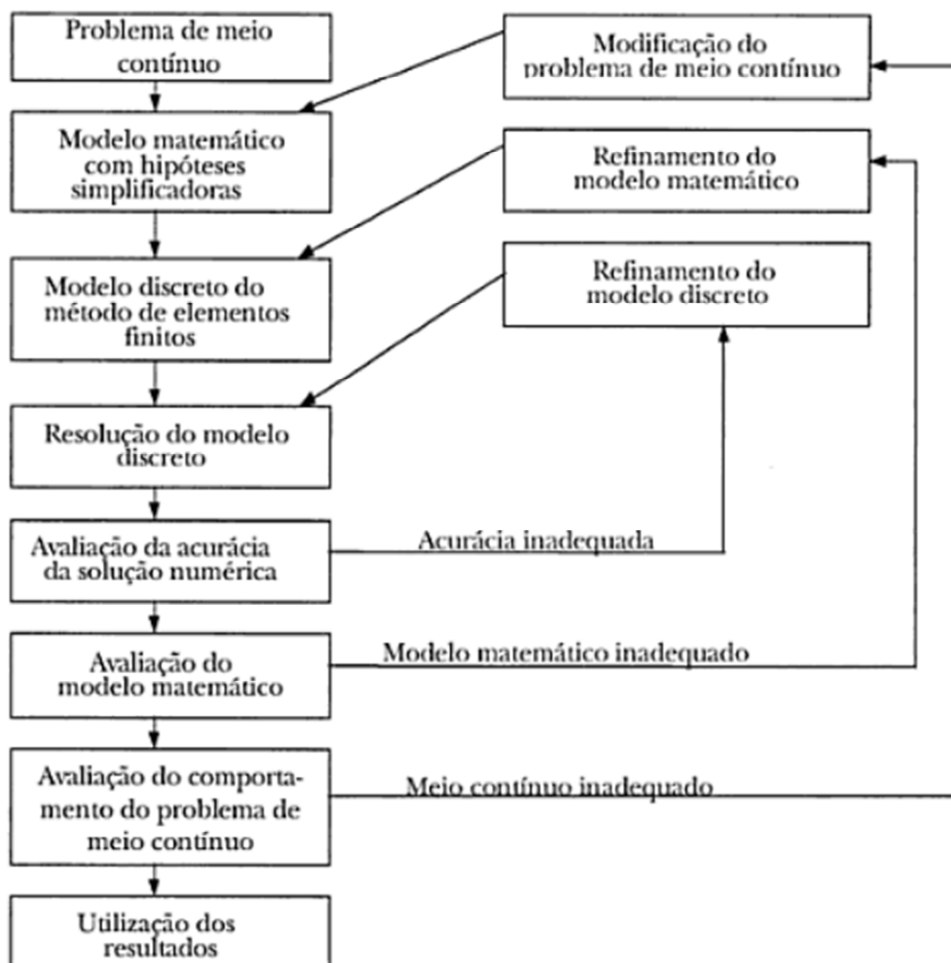 Problema de meio
contínuo
Modelo matemático
com hipóteses
simplificadoras
Modelo discreto do
método de elementos
finitos
Resolução do modelo
discreto
Avaliação da acurácia
da solução numérica
Avaliação do
modelo matemático
Avaliação do comporta-
mento do problema de
meio contínuo
Utilização dos
resultados
Modificação do
problema de meio contínuo
Refinamento do
modelo matemático
Refinamento do
modelo discreto
Acurácia inadequada
Modelo matemático inadequado
Meio contínuo inadequado